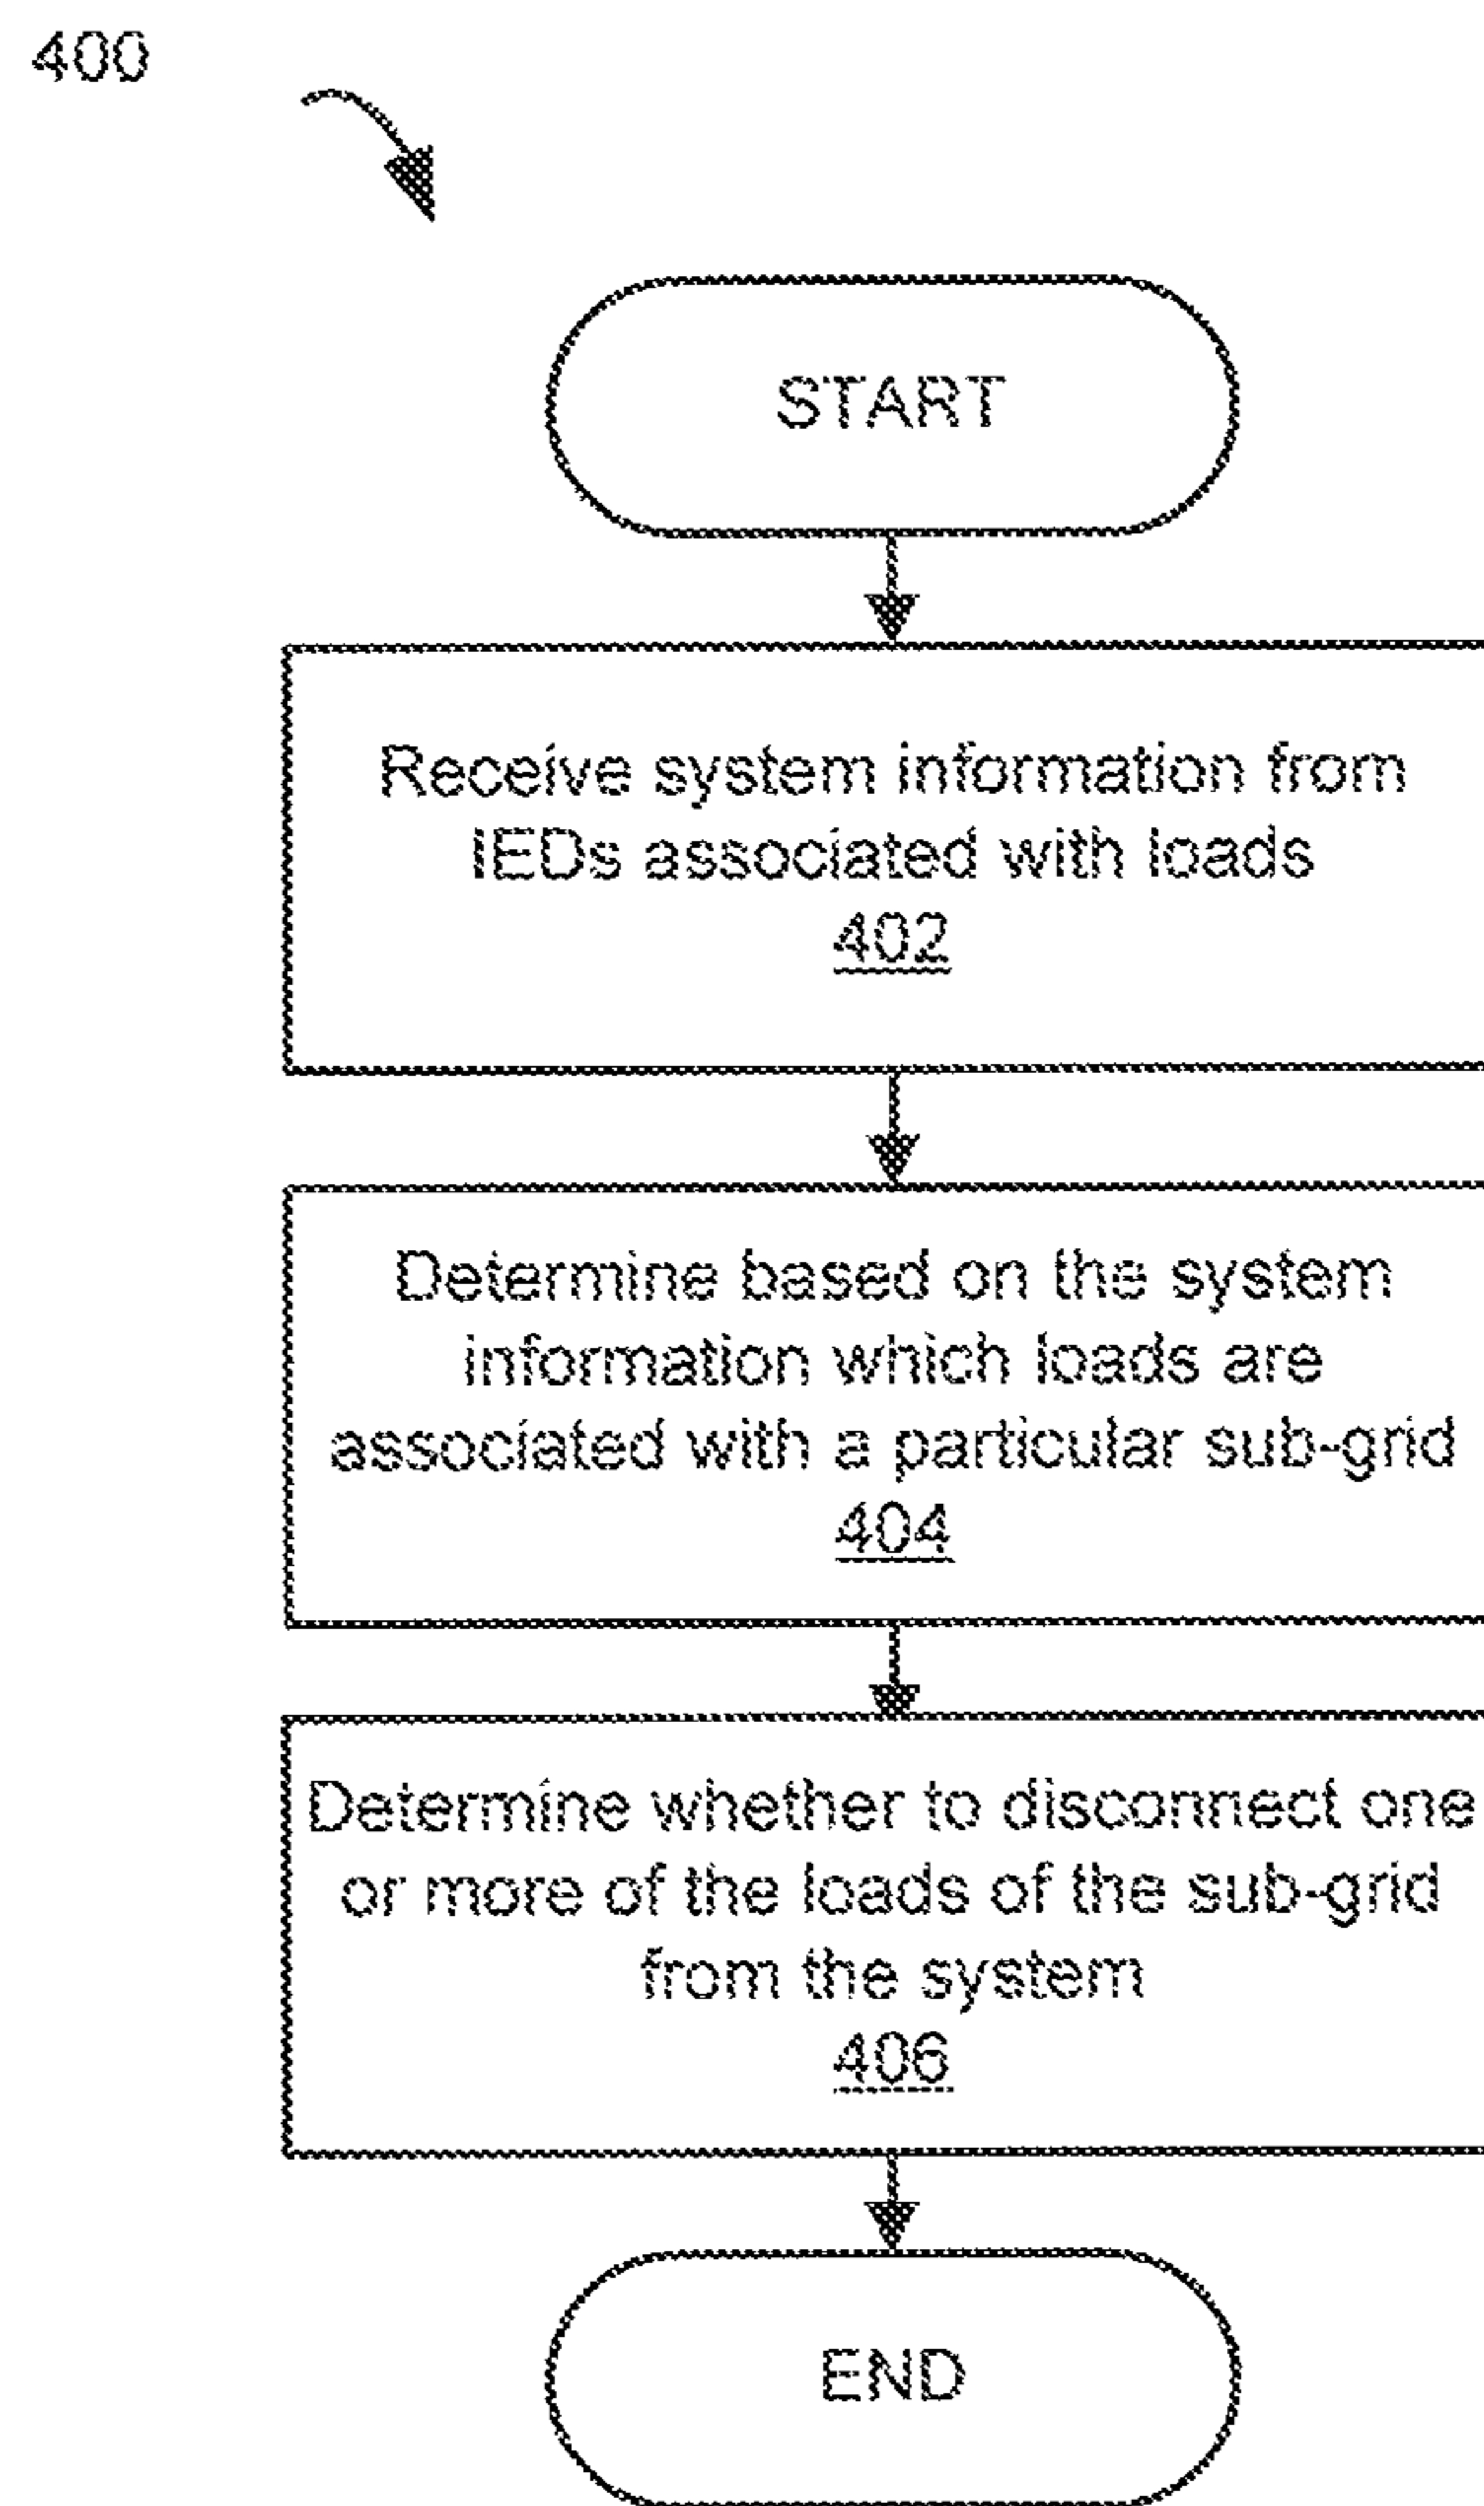 400
START
Receive system information from
IEDs associated with loads
402
Determine based on the system
information which loads are
associated with a particular sub-grid
404
Determine whether to disconnect one
or more of the loads of the sub-grid
from the system
406
END